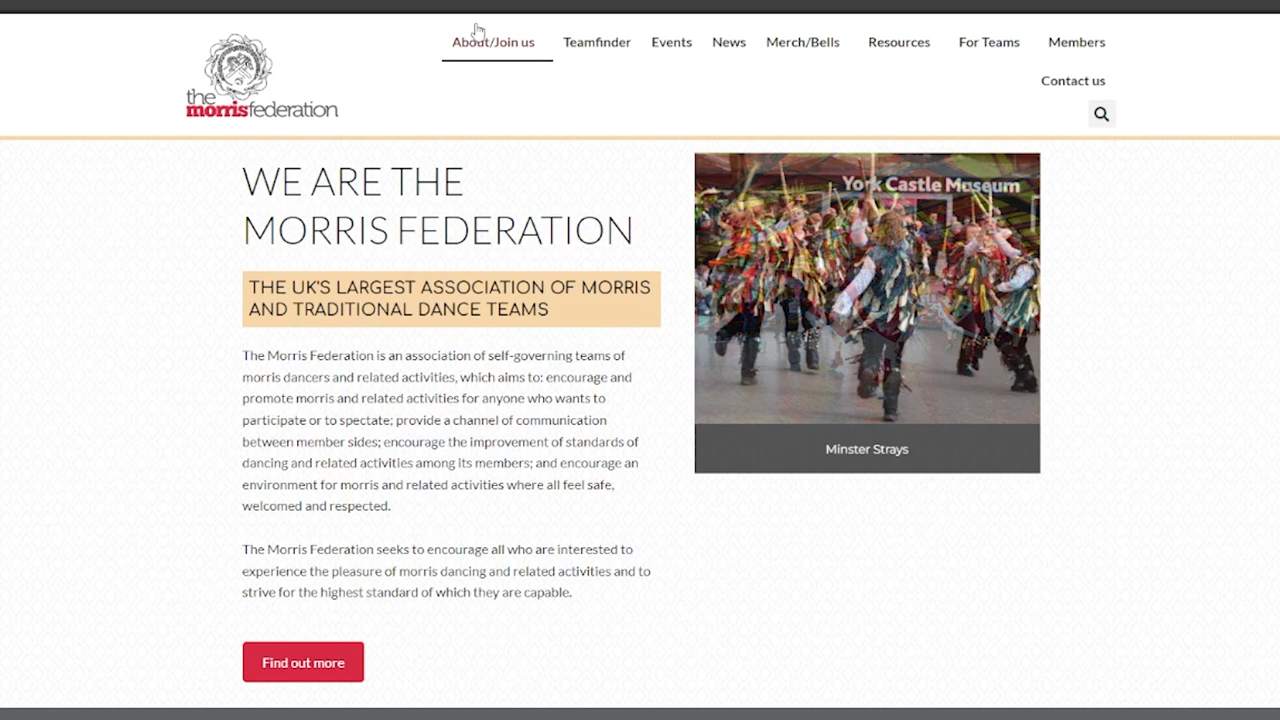 About/Join us Teamfinder Events News Merch/Bells Resources For Teams Members
Contact us
the
morrisfederation
WE ARE THE
MORRIS FEDERATION
THE UK'S LARGEST ASSOCIATION OF MORRIS
AND TRADITIONAL DANCE TEAMS
The Morris Federation is an association of self-governing teams of
morris dancers and related activities, which aims to: encourage and
promote morris and related activities for anyone who wants to
participate or to spectate; provide a channel of communication
between member sides; encourage the improvement of standards of
dancing and related activities among its members; and encourage an
environment for morris and related activities where all feel safe,
welcomed and respected.
The Morris Federation seeks to encourage all who are interested to
experience the pleasure of morris dancing and related activities and to
strive for the highest standard of which they are capable.
Find out more
York Castle Museum
Minster Strays